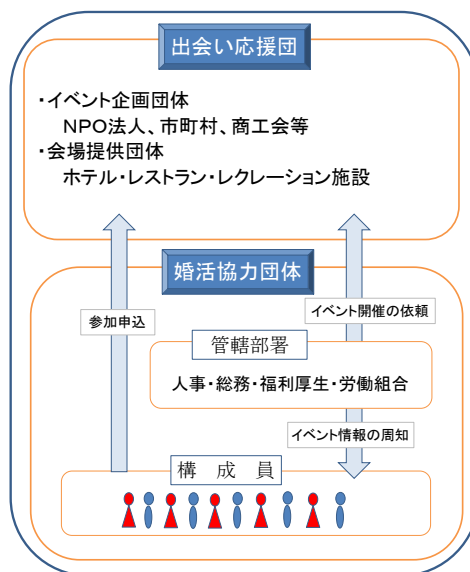 出会い応援団
・イベント企画団体
NPO法人、市町村、商工会等
・会場提供団体
ホテル・レストラン・レクレーション施設
婚活協力団体
参加申込
イベント開催の依頼
管轄部署
人事・総務・福利厚生・労働組合
イベント情報の周知
構 成 員